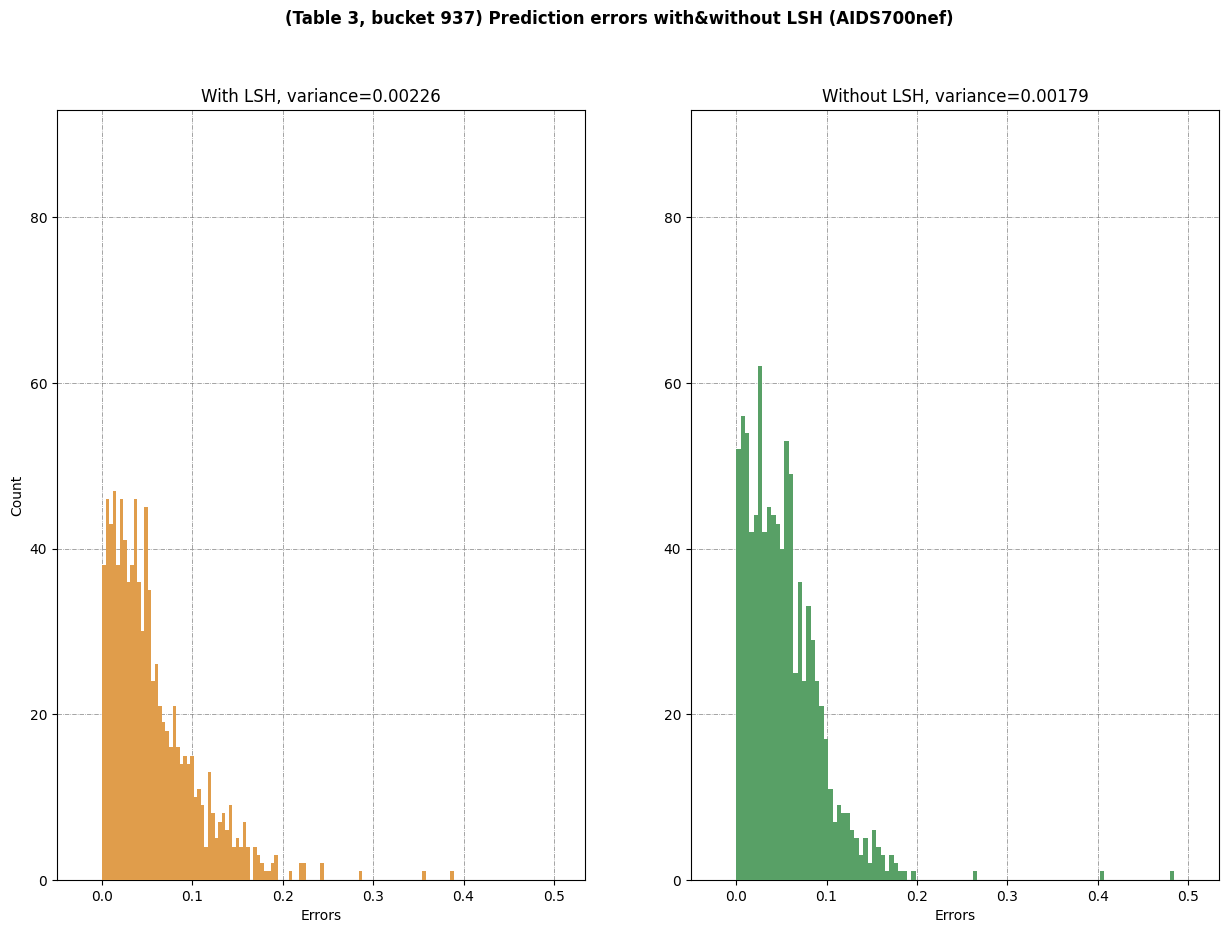 (Table 3, bucket 937) Prediction errors with&without LSH (AIDS700nef)
With LSH, variance=0.00226
Count
80
60
40
20
0
0.0 0.1 0.2 0.3 0.4 0.5
Errors
Without LSH, variance=0.00179
80
60
40
20
0
0.0 0.1 0.2 0.3 0.4 0.5
Errors